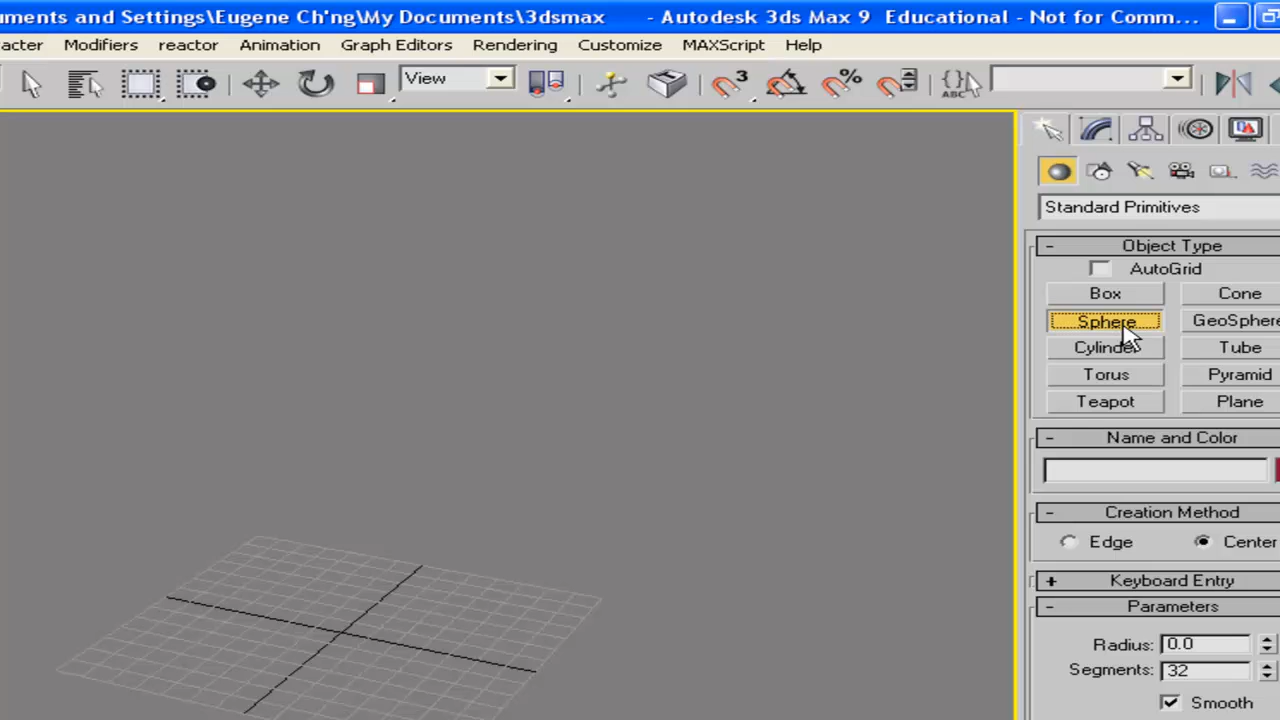 uments and Settings\Eugene Ch'ng\My Documents\3dsmax - Autodesk 3ds Max 9 Educational - Not for Comm...
acter Modifiers reactor Animation Graph Editors Rendering Customize MAXScript Help
View 3 % {} ABC
Standard Primitives
- Object Type
AutoGrid
Box Cone
Sphere GeoSphere
Cylinder Tube
Torus Pyramid
Teapot Plane
- Name and Color
- Creation Method
Edge Center
+ Keyboard Entry
- Parameters
Radius: 0.0
Segments: 32
Smooth